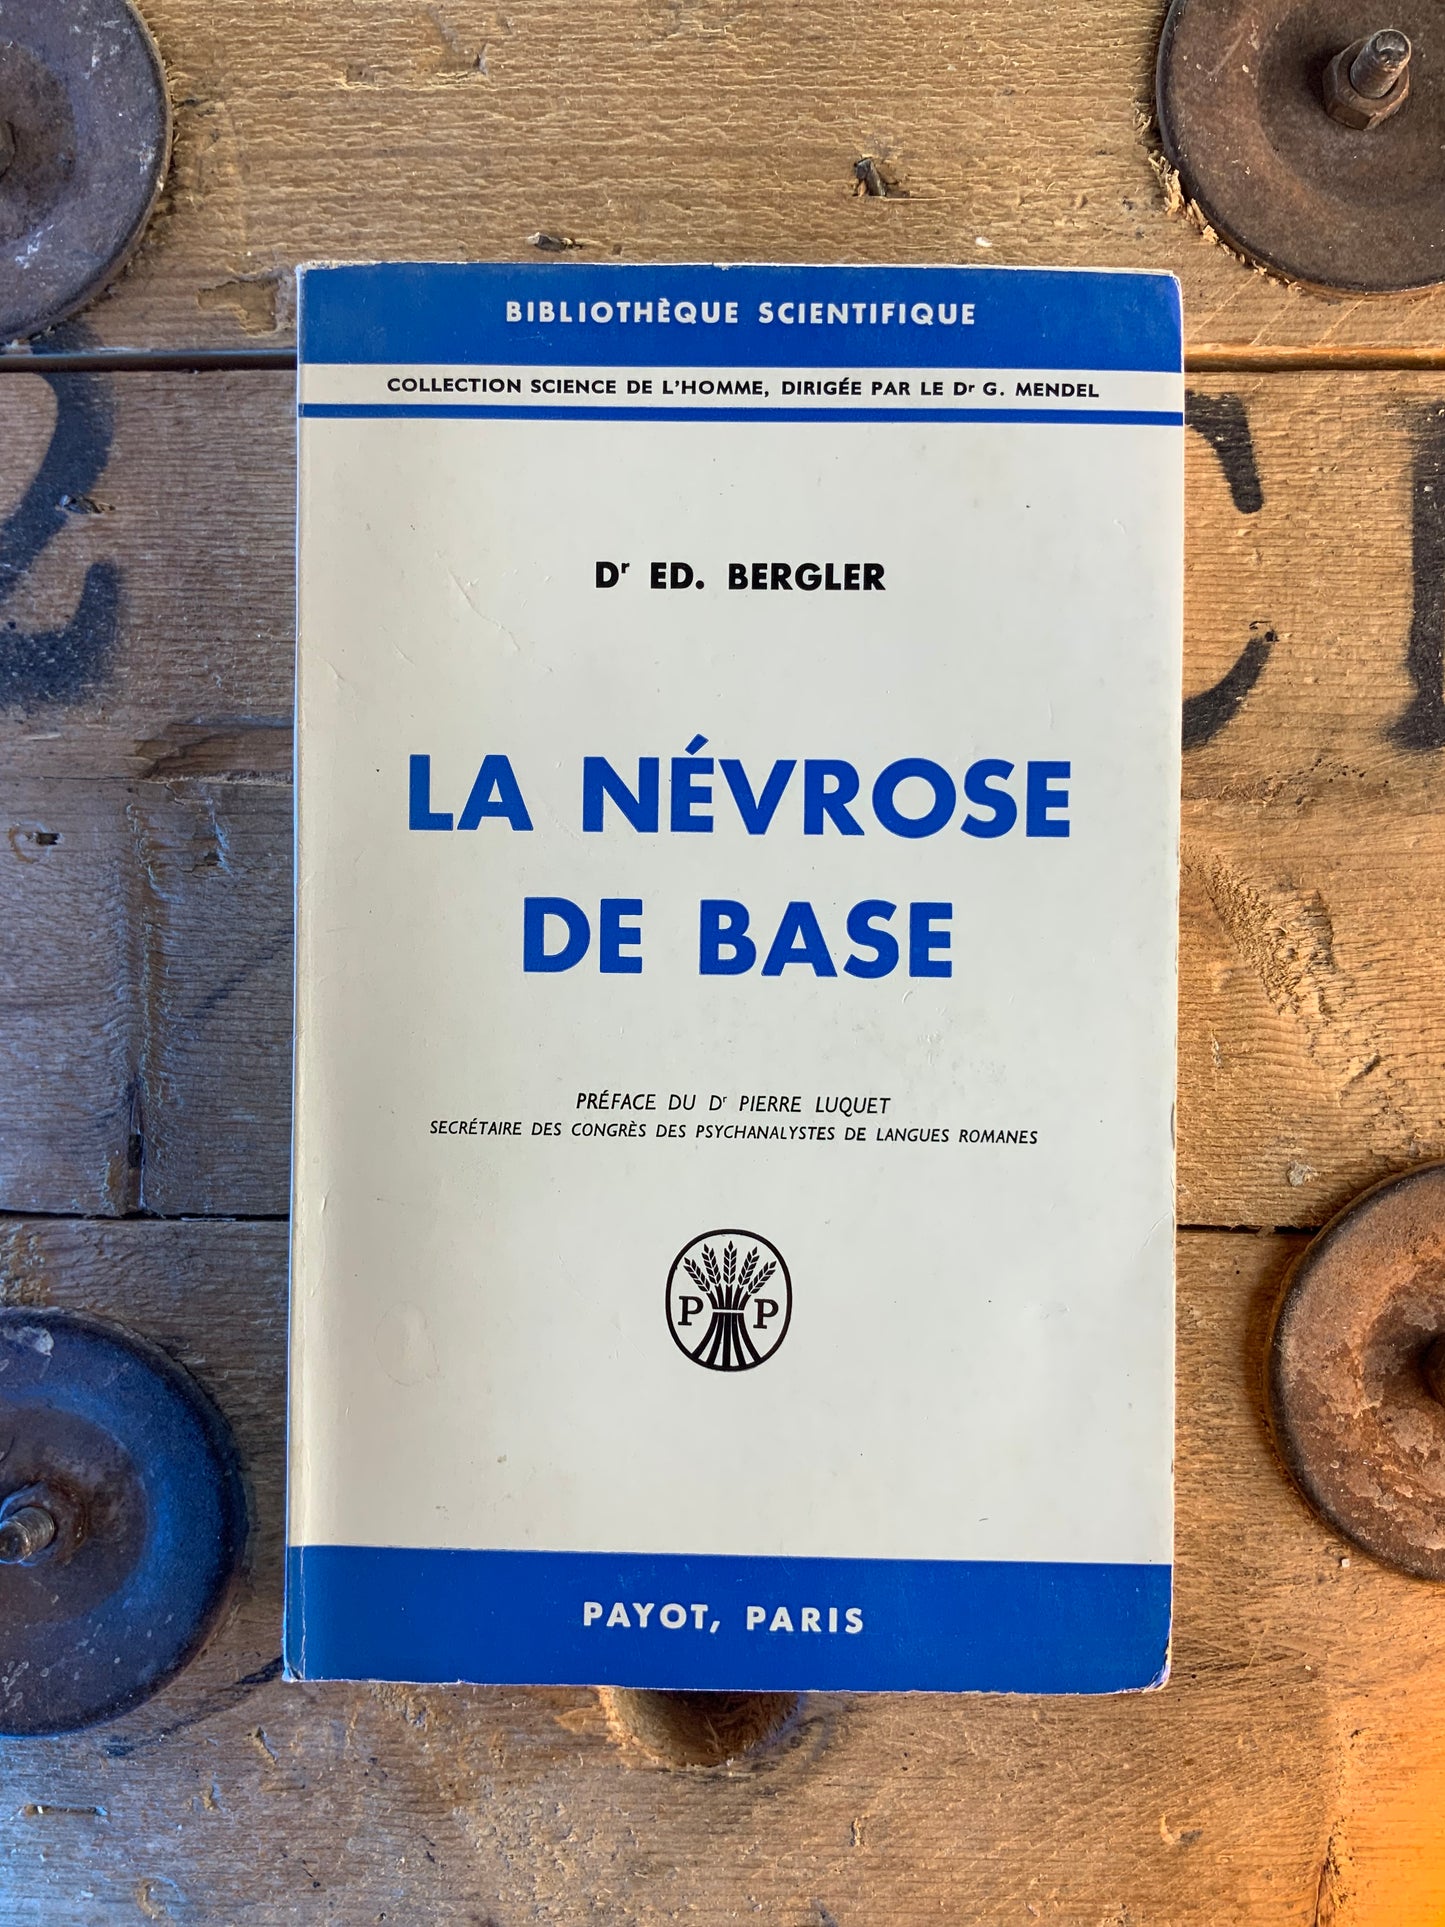 BIBLIOTHÈQUE SCIENTIFIQUE
COLLECTION SCIENCE DE L'HOMME, DIRIGÉE PAR LE Dr G. MENDEL
Dr ED. BERGLER
LA NÉVROSE
DE BASE
PRÉFACE DU Dr PIERRE LUQUET
SECRÉTAIRE DES CONGRÈS DES PSYCHANALYSTES DE LANGUES ROMANES
P P
PAYOT, PARIS